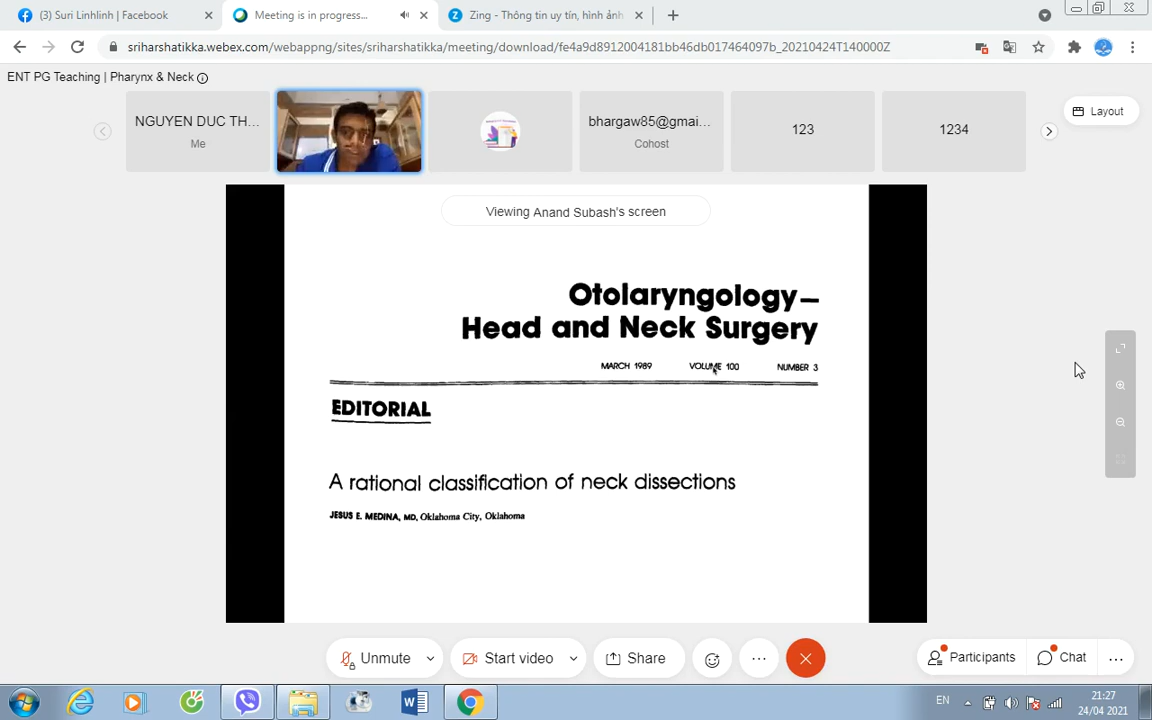 (3) Suri Linhlinh | Facebook
Meeting is in progress...
Zing - Thông tin uy tín, hình ảnh
sriharshatikka.webex.com/webappng/sites/sriharshatikka/meeting/download/fe4a9d8912004181bb46db017464097b_20210424T140000Z
ENT PG Teaching | Pharynx & Neck
Layout
NGUYEN DUC TH...
Me
bhargaw85@gmai...
Cohost
123
1234
Viewing Anand Subash's screen
Otolaryngology–
Head and Neck Surgery
MARCH 1989 VOLUME 100 NUMBER 3
EDITORIAL
A rational classification of neck dissections
JESUS E. MEDINA, MD, Oklahoma City, Oklahoma
Unmute
Start video
Share
Participants
Chat
EN
21:27
24/04 2021